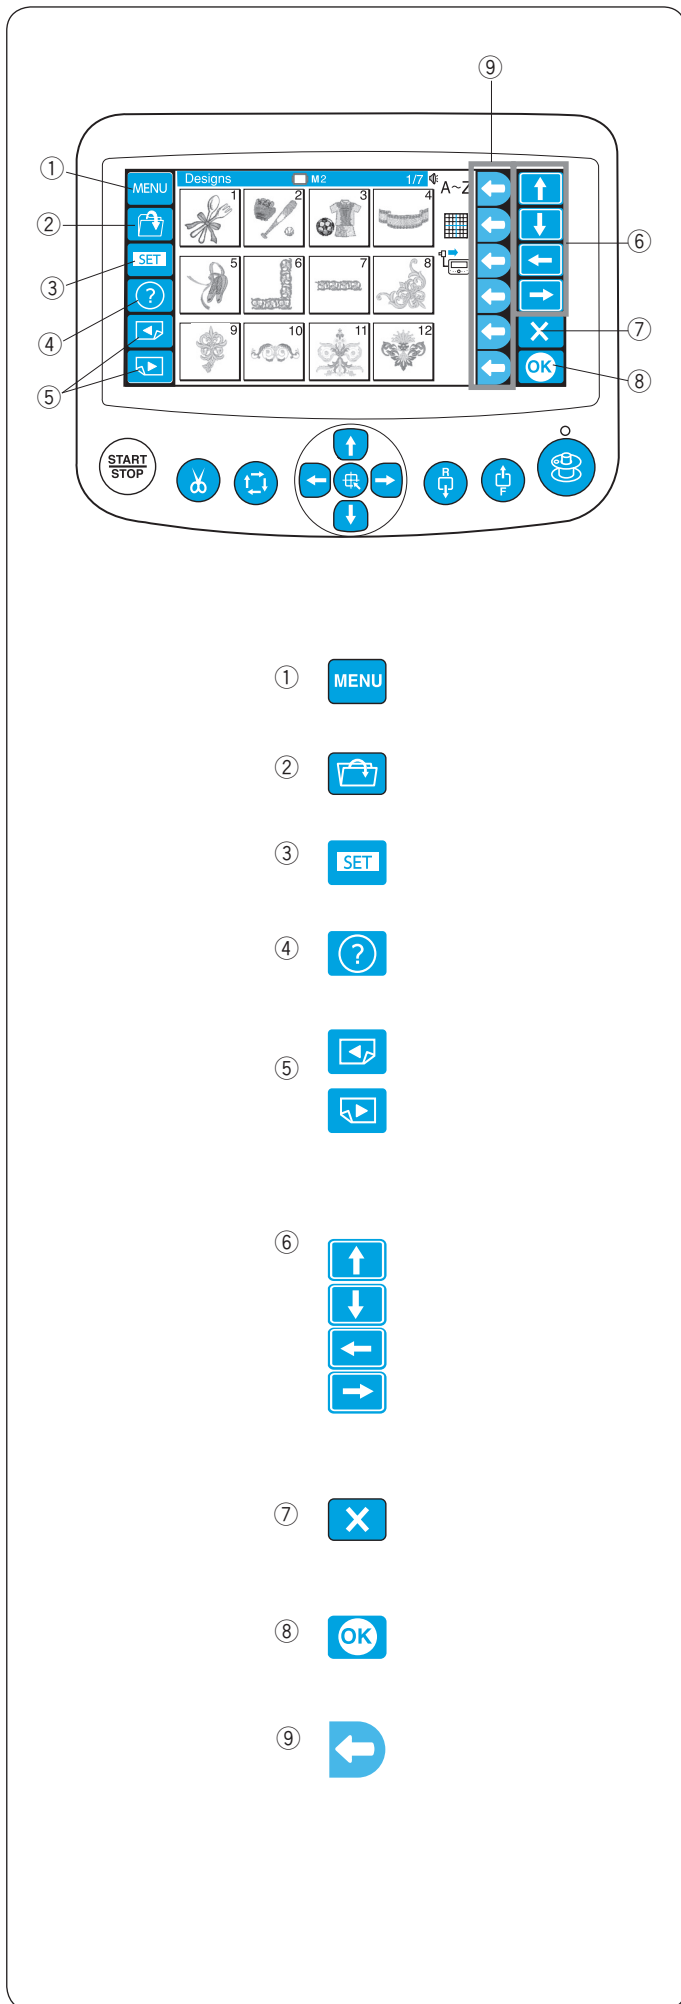 ⑨
① MENU Designs M2 1/7 A~Z
1 2 3 4
②
⑥
③ SET
④ ? 5 6 7 8
⑦
⑤ 9 10 11 12
OK ⑧
START
STOP
R
F
① MENU
②
③ SET
④ ?
⑤
⑥
⑦
⑧ OK
⑨